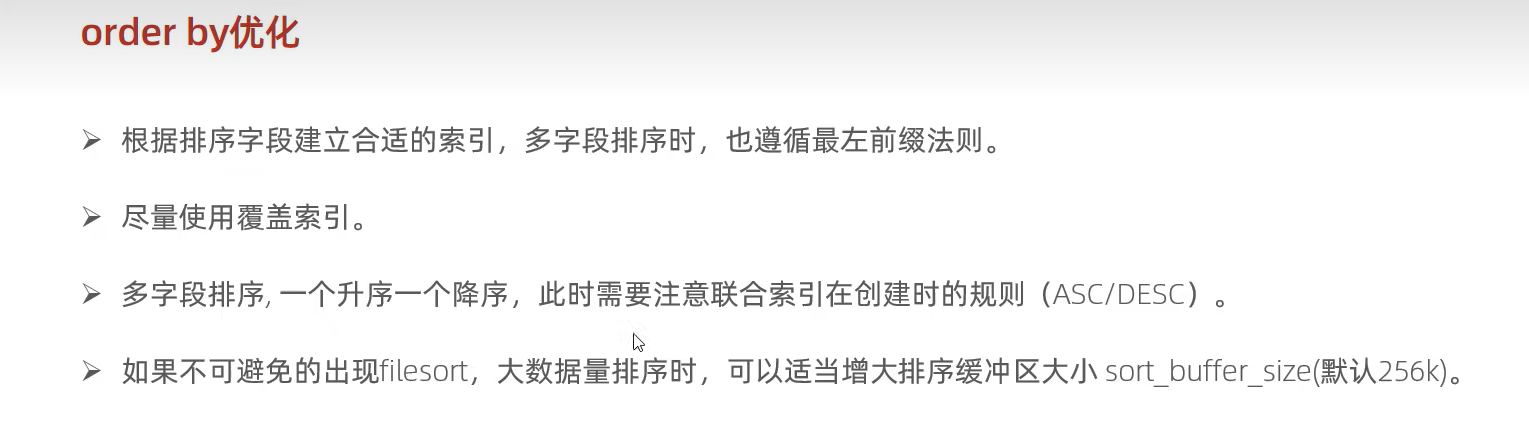 order by优化
根据排序字段建立合适的索引，多字段排序时，也遵循最左前缀法则。
尽量使用覆盖索引。
多字段排序, 一个升序一个降序，此时需要注意联合索引在创建时的规则（ASC/DESC）。
如果不可避免的出现filesort，大数据量排序时，可以适当增大排序缓冲区大小 sort_buffer_size(默认256k)。